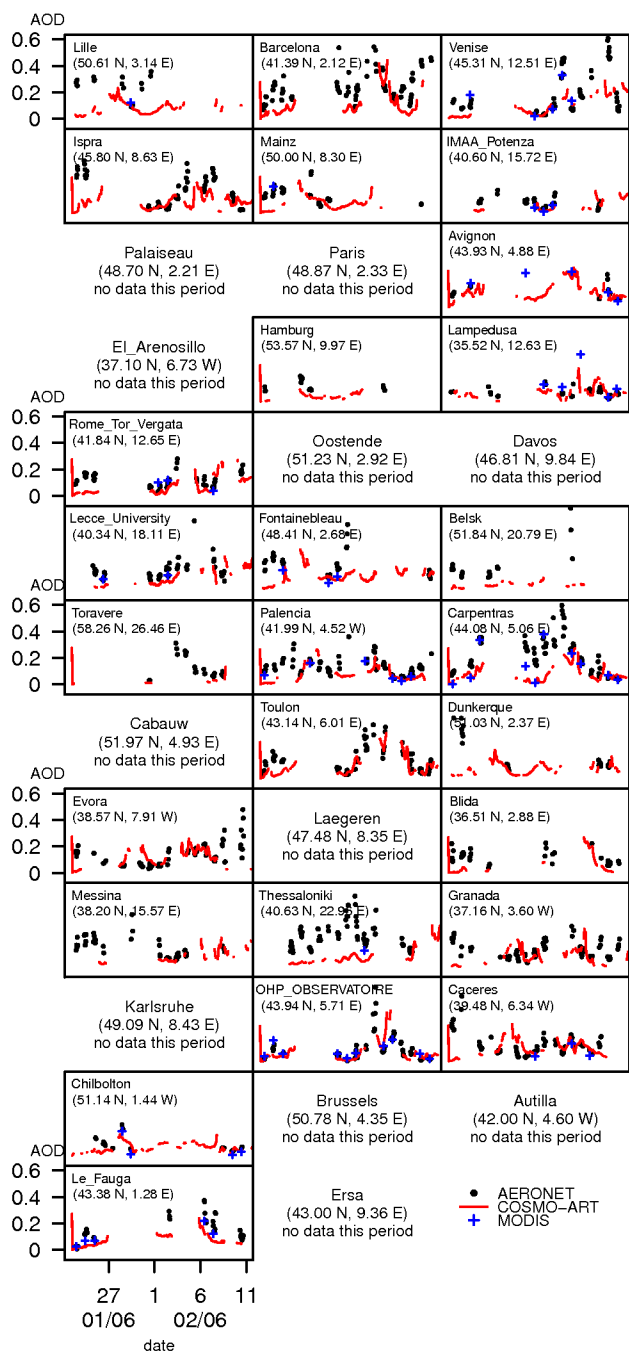 AOD
0.6
0.4
0.2
0
Lille
(50.61 N, 3.14 E)
Barcelona
(41.39 N, 2.12 E)
Venise
(45.31 N, 12.51 E)
Ispra
(45.80 N, 8.63 E)
Mainz
(50.00 N, 8.30 E)
IMAA_Potenza
(40.60 N, 15.72 E)
Palaiseau
(48.70 N, 2.21 E)
no data this period
Paris
(48.87 N, 2.33 E)
no data this period
Avignon
(43.93 N, 4.88 E)
El_Arenosillo
(37.10 N, 6.73 W)
no data this period
Hamburg
(53.57 N, 9.97 E)
Lampedusa
(35.52 N, 12.63 E)
AOD
0.6
0.4
0.2
0
Rome_Tor_Vergata
(41.84 N, 12.65 E)
Oostende
(51.23 N, 2.92 E)
no data this period
Davos
(46.81 N, 9.84 E)
no data this period
Lecce_University
(40.34 N, 18.11 E)
Fontainebleau
(48.41 N, 2.68 E)
Belsk
(51.84 N, 20.79 E)
AOD
0.6
0.4
0.2
0
Toravere
(58.26 N, 26.46 E)
Palencia
(41.99 N, 4.52 W)
Carpentras
(44.08 N, 5.06 E)
Cabauw
(51.97 N, 4.93 E)
no data this period
Toulon
(43.14 N, 6.01 E)
Dunkerque
(51.03 N, 2.37 E)
AOD
0.6
0.4
0.2
0
Evora
(38.57 N, 7.91 W)
Laegeren
(47.48 N, 8.35 E)
no data this period
Blida
(36.51 N, 2.88 E)
Messina
(38.20 N, 15.57 E)
Thessaloniki
(40.63 N, 22.96 E)
Granada
(37.16 N, 3.60 W)
Karlsruhe
(49.09 N, 8.43 E)
no data this period
OHP_OBSERVATOIRE
(43.94 N, 5.71 E)
Caceres
(39.48 N, 6.34 W)
Chilbolton
(51.14 N, 1.44 W)
Brussels
(50.78 N, 4.35 E)
no data this period
Autilla
(42.00 N, 4.60 W)
no data this period
AOD
0.6
0.4
0.2
0
Le_Fauga
(43.38 N, 1.28 E)
Ersa
(43.00 N, 9.36 E)
no data this period
AERONET
COSMO-ART
MODIS
27 1 6 11
01/06 02/06
date